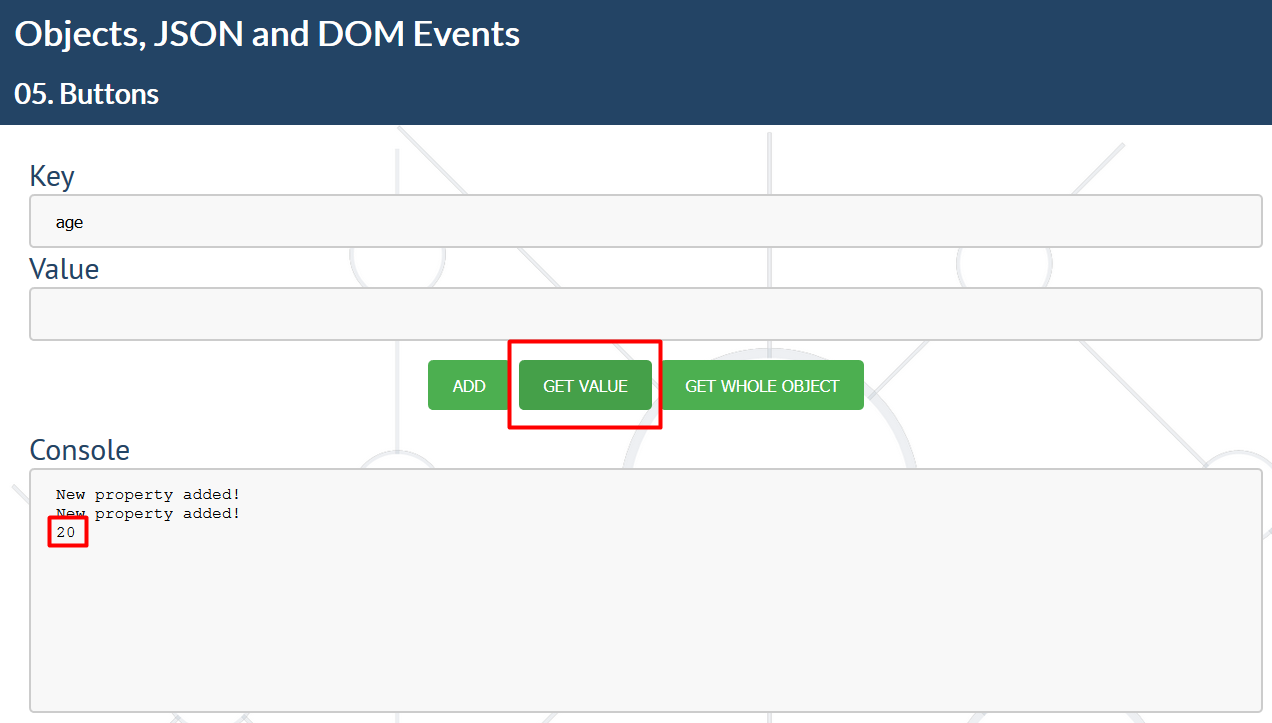 Objects, JSON and DOM Events
05. Buttons
Key
age
Value
ADD GET VALUE GET WHOLE OBJECT
Console
New property added!
New property added!
20